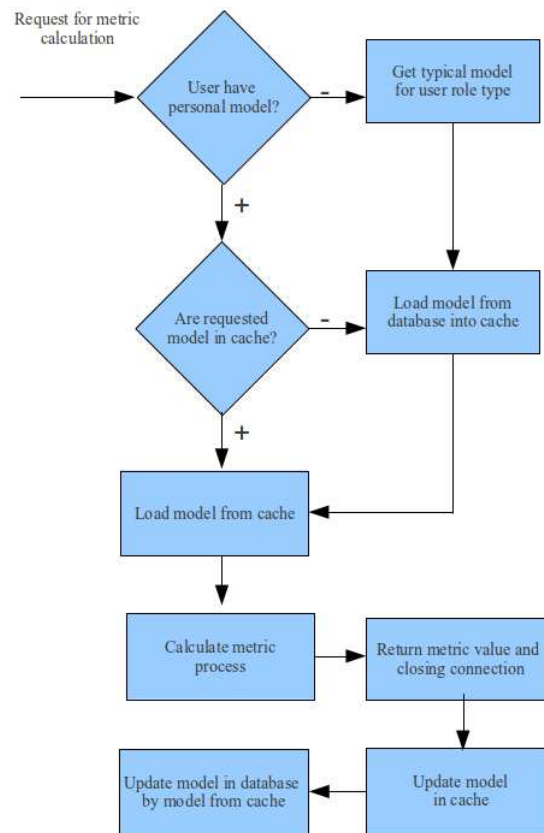 Request for metric
calculation
User have
personal model?
-
Get typical model
for user role type
+
Are requested
model in cache?
-
Load model from
database into cache
+
Load model from cache
Calculate metric
process
Return metric value and
closing connection
Update model in database
by model from cache
Update model
in cache